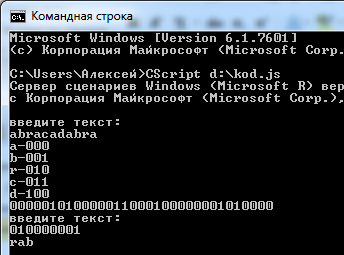 Командная строка
Microsoft Windows [Version 6.1.7601]
(c) Корпорация Майкрософт (Microsoft Corp.
C:\Users\Алексей>CScript d:\kod.js
Сервер сценариев Windows (Microsoft R) вер
с Корпорация Майкрософт (Microsoft Corp.),
введите текст:
abracadabra
a-000
b-001
r-010
c-011
d-100
000001010000011000100000001010000
введите текст:
010000001
rab